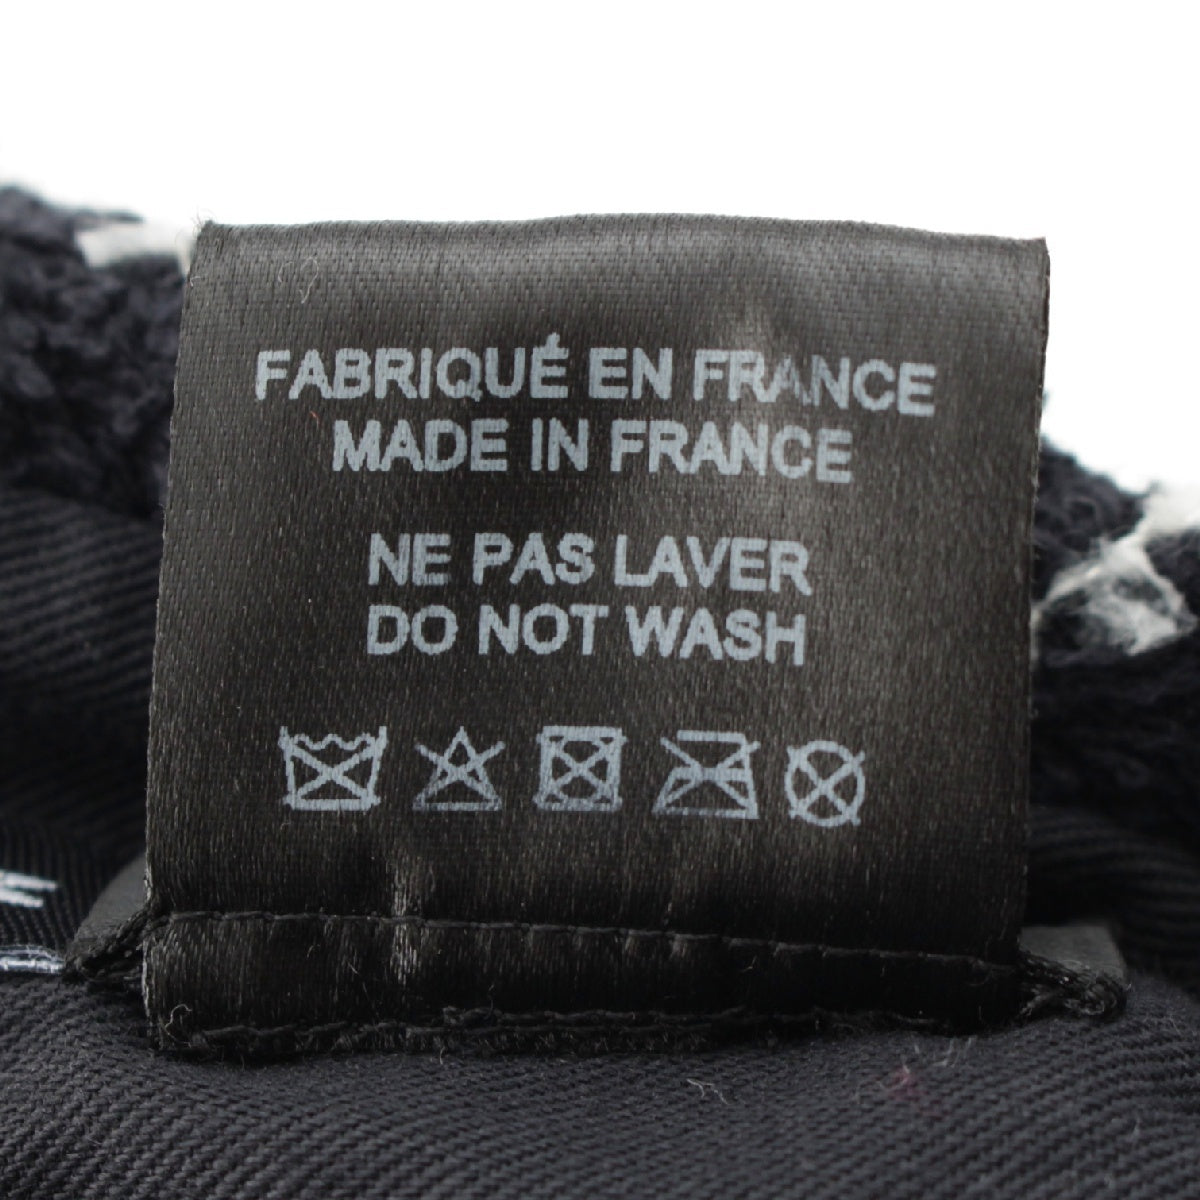 FABRIQUÉ EN FRANCE
MADE IN FRANCE
NE PAS LAVER
DO NOT WASH